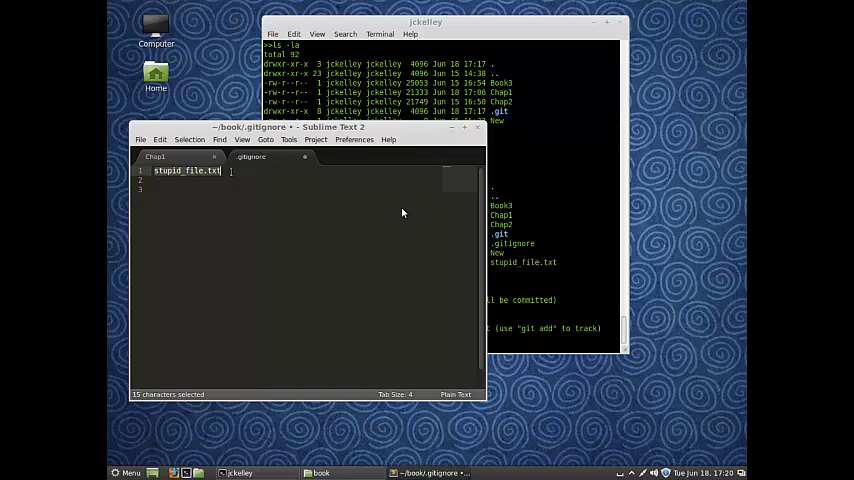 Computer
Home
jckelley
File Edit View Search Terminal Help
>>ls -la
total 92
drwxr-xr-x 3 jckelley jckelley 4096 Jun 18 17:17 .
drwxr-xr-x 23 jckelley jckelley 4096 Jun 15 14:38 ..
-rw-r--r-- 1 jckelley jckelley 25053 Jun 15 16:54 Book3
-rw-r--r-- 1 jckelley jckelley 21333 Jun 18 17:06 Chap1
-rw-r--r-- 1 jckelley jckelley 21749 Jun 15 16:50 Chap2
drwxr-xr-x 8 jckelley jckelley 4096 Jun 18 17:17 .git
New
.
..
Book3
Chap1
Chap2
.git
.gitignore
New
stupid_file.txt
ll be committed)
t (use "git add" to track)
~/book/.gitignore • - Sublime Text 2
File Edit Selection Find View Goto Tools Project Preferences Help
Chap1 × .gitignore
1 stupid_file.txt
2
3
15 characters selected Tab Size: 4 Plain Text
Menu jckelley book ~/book/.gitignore •... Tue Jun 18, 17:20